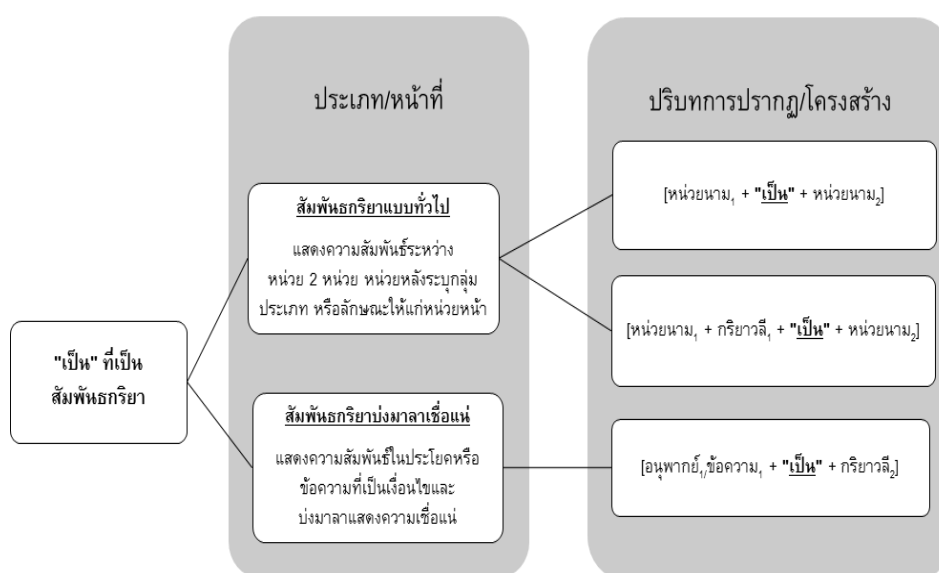 ประเภท/หน้าที่
ปริบทการปรากฏ/โครงสร้าง
"เป็น" ที่เป็น
สัมพันธกริยา
สัมพันธกริยาแบบทั่วไป
แสดงความสัมพันธ์ระหว่าง
หน่วย 2 หน่วย หน่วยหลังระบุกลุ่ม
ประเภท หรือลักษณะให้แก่หน่วยหน้า
[หน่วยนาม₁ + "เป็น" + หน่วยนาม₂]
[หน่วยนาม₁ + กริยาวลี₁ + "เป็น" + หน่วยนาม₂]
สัมพันธกริยาบ่งมาลาเชื่อแน่
แสดงความสัมพันธ์ในประโยคหรือ
ข้อความที่เป็นเงื่อนไขและ
บ่งมาลาแสดงความเชื่อแน่
[อนุพากย์₁/ข้อความ₁ + "เป็น" + กริยาวลี₂]